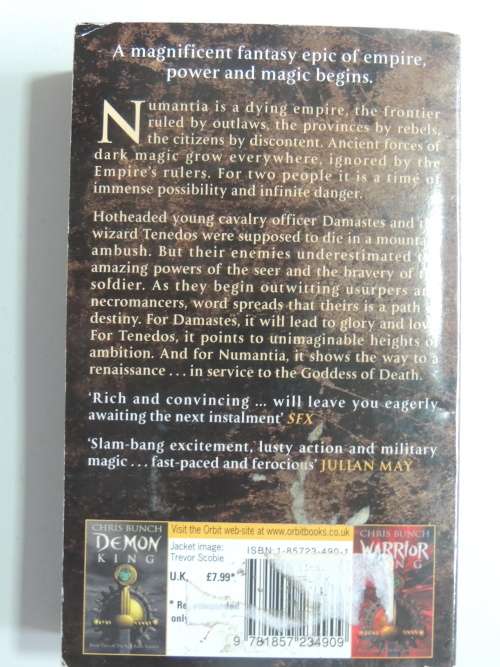 A magnificent fantasy epic of empire,
power and magic begins.
Numantia is a dying empire, the frontier
ruled by outlaws, the provinces by rebels,
the citizens by discontent. Ancient forces of
dark magic grow everywhere, ignored by the
Empire's rulers. For two people it is a time of
immense possibility and infinite danger.
Hotheaded young cavalry officer Damastes and
wizard Tenedos were supposed to die in a
ambush. But their enemies underestimated
amazing powers of the seer and the bravery of
soldier. As they begin outwitting usurpers
necromancers, word spreads that theirs is a path
destiny. For Damastes, it will lead to glory and
For Tenedos, it points to unimaginable heights
ambition. And for Numantia, it shows the way to
renaissance ... in service to the Goddess of Death.
'Rich and convincing ... will leave you eagerly
awaiting the next instalment' SFX
'Slam-bang excitement, lusty action and military
magic ... fast-paced and ferocious' JULIAN MAY
CHRIS BUNCH
DEMON
KING
Visit the Orbit web-site at www.orbitbooks.co.uk
Jacket image:
Trevor Scobie
U.K. £7.99*
only
ISBN 1-85723-490-1
9 781857 234909
CHRIS BUNCH
WARRIOR